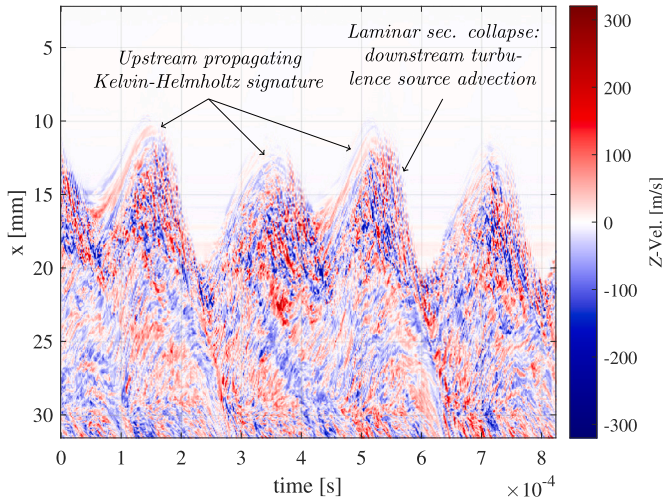 Upstream propagating
Kelvin-Helmholtz signature
Laminar sec. collapse:
downstream turbu-
lence source advection
x [mm]
10
15
20
25
30
0
1
2
3
4
5
6
7
8
time [s]
×10⁻⁴
300
200
100
0
-100
-200
-300
Z-Vel. [m/s]